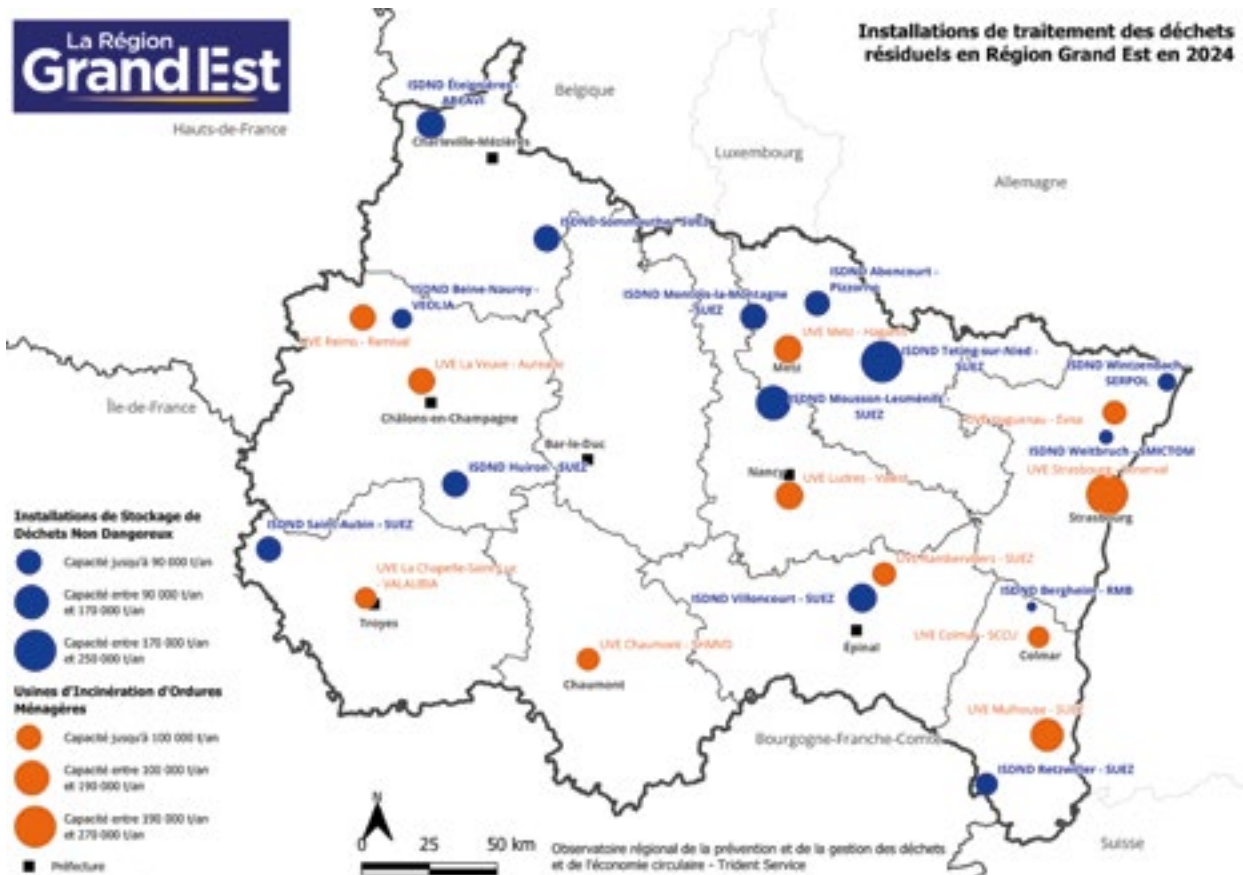 La Région
Grand Est
Installations de traitement des déchets
résiduels en Région Grand Est en 2024
Hauts-de-France
Belgique
Luxembourg
Allemagne
ISDND Éteignières -
ARCAVI
Charleville-Mézières
ISDND Sommauthe - SUEZ
ISDND Beine-Nauroy -
VEOLIA
UVE Reims - Remival
UVE La Veuve - Auréade
Châlons-en-Champagne
Île-de-France
Bar-le-Duc
ISDND Huiron - SUEZ
ISDND Saint-Aubin - SUEZ
UVE La Chapelle-Saint-Luc
- VALAUBIA
Troyes
UVE Chaumont - SHMVD
Chaumont
ISDND Aboncourt -
Pizzorno
ISDND Montois-la-Montagne
- SUEZ
UVE Metz - Haganis
Metz
ISDND Teting-sur-Nied -
SUEZ
ISDND Mousson-Lesménils -
SUEZ
Nancy
UVE Ludres - Valest
ISDND Wintzenbach
SERPOL
UVE Haguenau -
ISDND Weitbruch - SMICTOM
UVE Strasbourg - Sénerval
Strasbourg
UVE Rambervillers - SUEZ
ISDND Villoncourt - SUEZ
Épinal
ISDND Bergheim - RMB
UVE Colmar - SCCU
Colmar
UVE Mulhouse - SUEZ
Bourgogne-Franche-Comté
ISDND Retzwiller - SUEZ
Suisse
Installations de Stockage de
Déchets Non Dangereux
Capacité jusqu'à 90 000 t/an
Capacité entre 90 000 t/an
et 170 000 t/an
Capacité entre 170 000 t/an
et 250 000 t/an
Usines d'Incinération d'Ordures
Ménagères
Capacité jusqu'à 100 000 t/an
Capacité entre 100 000 t/an
et 190 000 t/an
Capacité entre 190 000 t/an
et 270 000 t/an
Préfecture
N
0 25 50 km
Observatoire régional de la prévention et de la gestion des déchets
et de l'économie circulaire - Trident Service